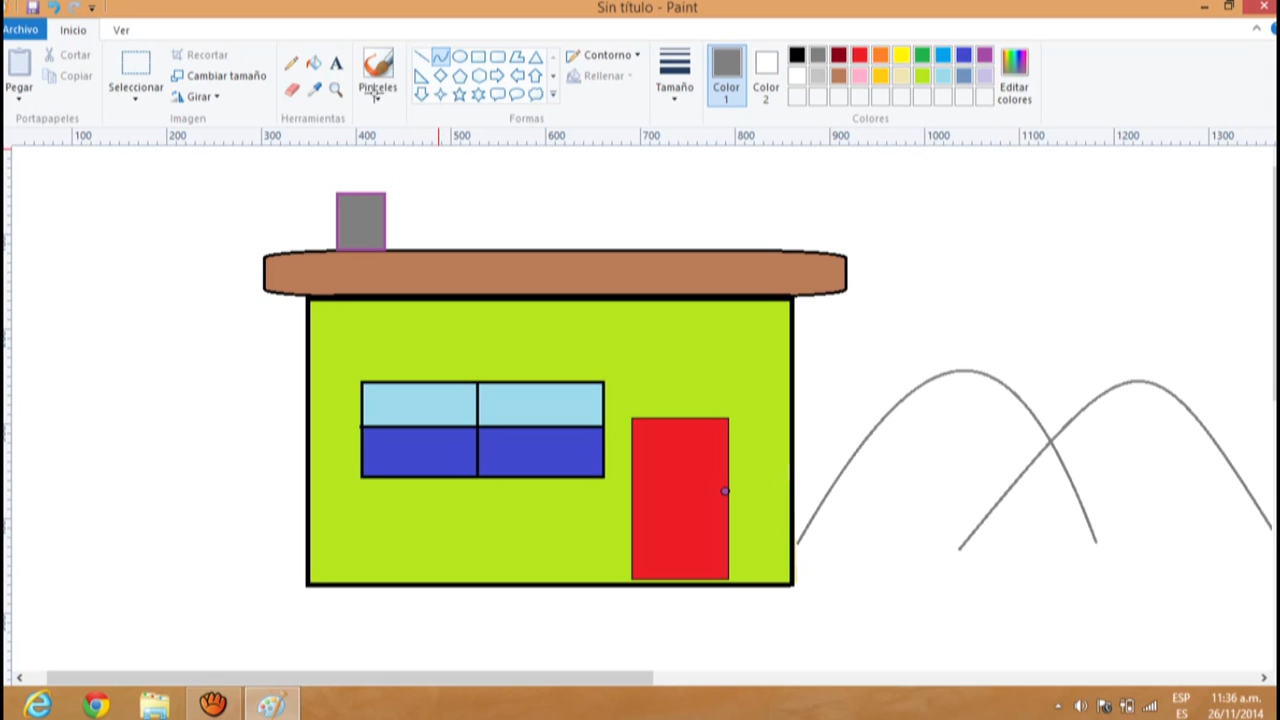 Sin título - Paint
Archivo Inicio Ver
Pegar
Cortar
Copiar
Portapapeles
Seleccionar
Recortar
Cambiar tamaño
Girar
Imagen
A
Herramientas
Pinceles
Contorno
Rellenar
Formas
Tamaño
Color 1
Color 2
Editar colores
Colores
100 200 300 400 500 600 700 800 900 1000 1100 1200 1300
ESP
ES
11:36 a.m.
26/11/2014